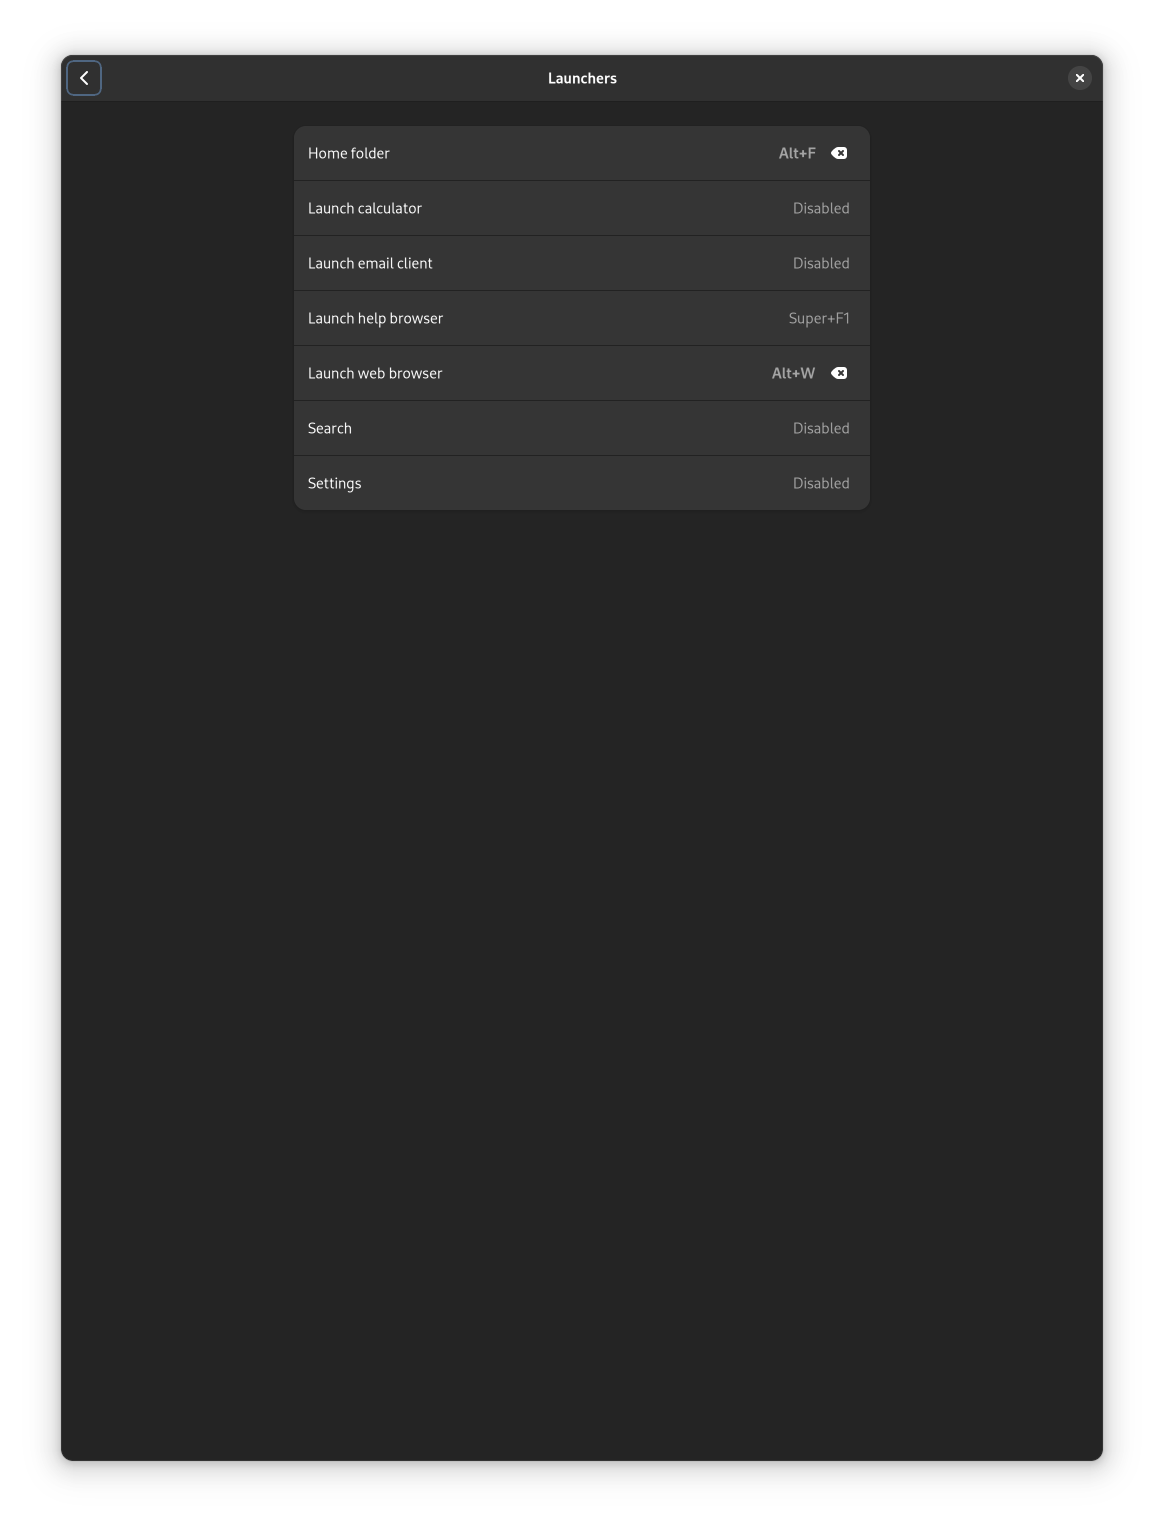 Launchers
Home folder Alt+F
Launch calculator Disabled
Launch email client Disabled
Launch help browser Super+F1
Launch web browser Alt+W
Search Disabled
Settings Disabled